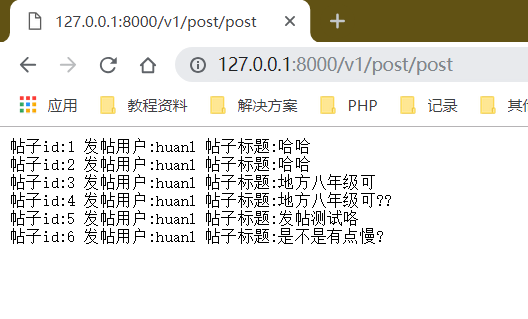 127.0.0.1:8000/v1/post/post
127.0.0.1:8000/v1/post/post
应用 教程资料 解决方案 PHP 记录
帖子id:1 发帖用户:huan1 帖子标题:哈哈
帖子id:2 发帖用户:huan1 帖子标题:哈哈
帖子id:3 发帖用户:huan1 帖子标题:地方八年级可
帖子id:4 发帖用户:huan1 帖子标题:地方八年级可??
帖子id:5 发帖用户:huan1 帖子标题:发帖测试咯
帖子id:6 发帖用户:huan1 帖子标题:是不是有点慢?